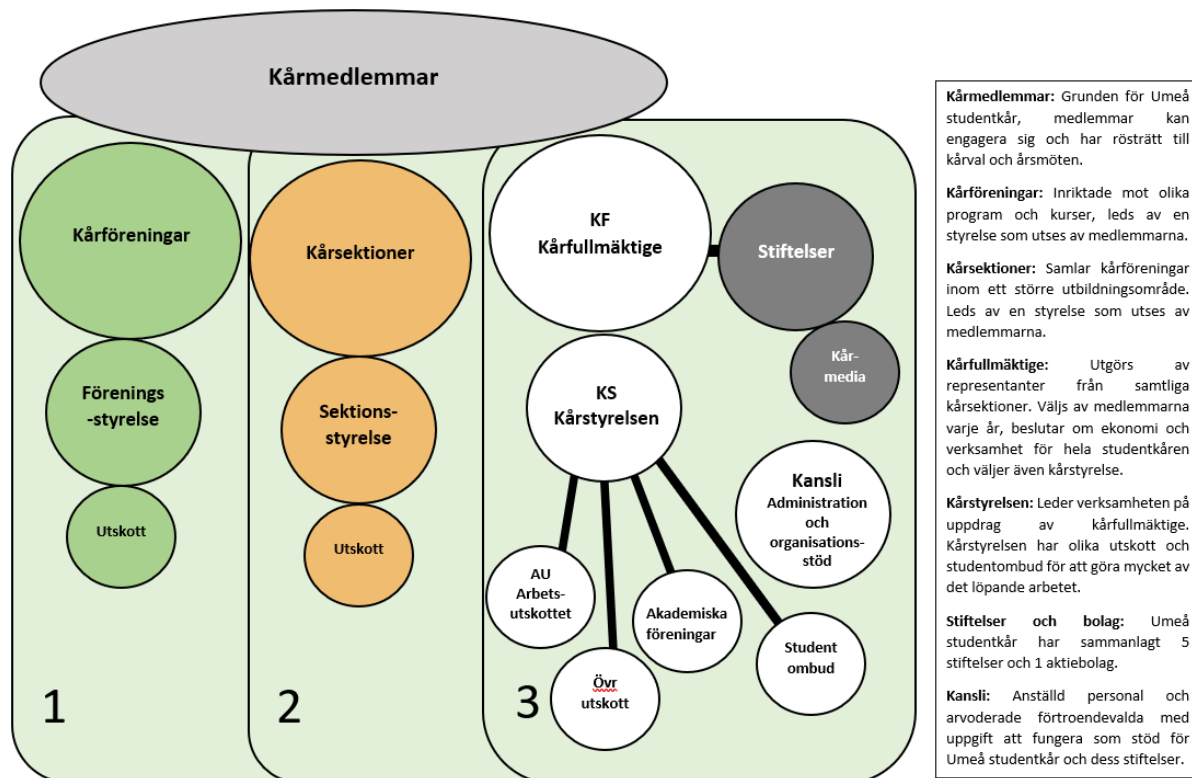 Kårmedlemmar
Kårföreningar
Förenings
-styrelse
Utskott
1
Kårsektioner
Sektions-
styrelse
Utskott
2
KF
Kårfullmäktige
Stiftelser
Kår-
media
KS
Kårstyrelsen
Kansli
Administration
och
organisations-
stöd
AU
Arbets-
utskottet
Akademiska
föreningar
Student
ombud
Övr
utskott
3
Kårmedlemmar: Grunden för Umeå
studentkår, medlemmar kan
engagera sig och har rösträtt till
kårval och årsmöten.
Kårföreningar: Inriktade mot olika
program och kurser, leds av en
styrelse som utses av medlemmarna.
Kårsektioner: Samlar kårföreningar
inom ett större utbildningsområde.
Leds av en styrelse som utses av
medlemmarna.
Kårfullmäktige: Utgörs av
representanter från samtliga
kårsektioner. Väljs av medlemmarna
varje år, beslutar om ekonomi och
verksamhet för hela studentkåren
och väljer även kårstyrelse.
Kårstyrelsen: Leder verksamheten på
uppdrag av kårfullmäktige.
Kårstyrelsen har olika utskott och
studentombud för att göra mycket av
det löpande arbetet.
Stiftelser och bolag: Umeå
studentkår har sammanlagt 5
stiftelser och 1 aktiebolag.
Kansli: Anställd personal och
arvoderade förtroendevalda med
uppgift att fungera som stöd för
Umeå studentkår och dess stiftelser.